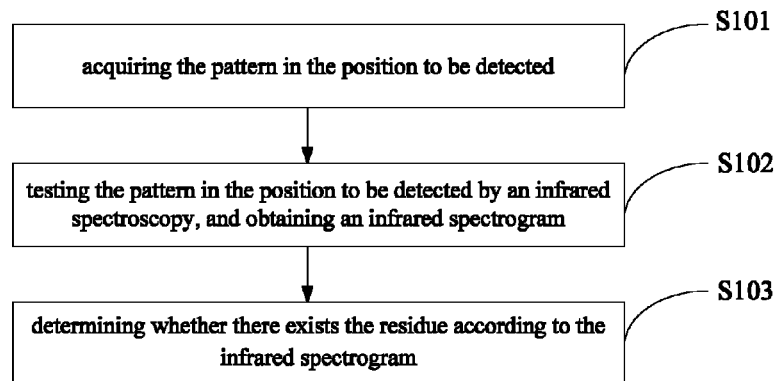 S101
acquiring the pattern in the position to be detected
S102
testing the pattern in the position to be detected by an infrared
spectroscopy, and obtaining an infrared spectrogram
S103
determining whether there exists the residue according to the
infrared spectrogram